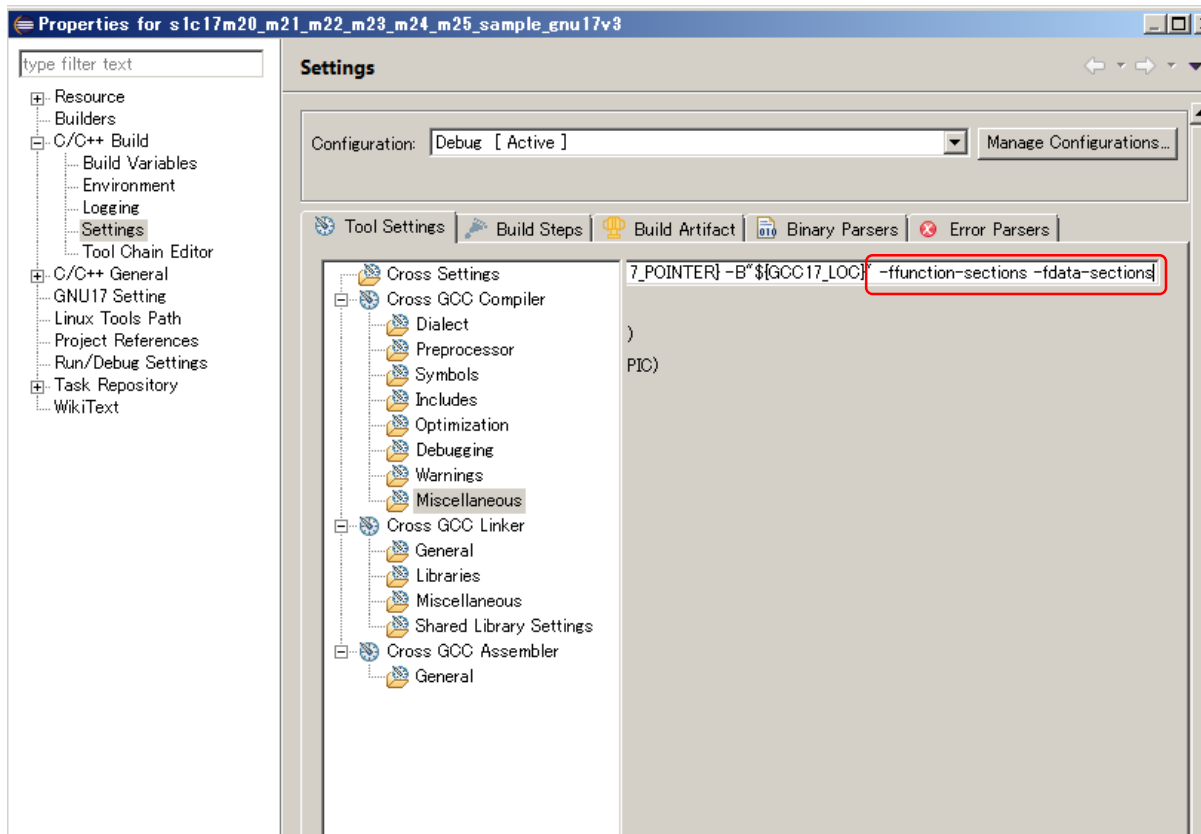 Properties for s1c17m20_m21_m22_m23_m24_m25_sample_gnu17v3
type filter text
Resource
Builders
C/C++ Build
Build Variables
Environment
Logging
Settings
Tool Chain Editor
C/C++ General
GNU17 Setting
Linux Tools Path
Project References
Run/Debug Settings
Task Repository
WikiText
Settings
Configuration: Debug [ Active ] Manage Configurations...
Tool Settings Build Steps Build Artifact Binary Parsers Error Parsers
Cross Settings
Cross GCC Compiler
Dialect
Preprocessor
Symbols
Includes
Optimization
Debugging
Warnings
Miscellaneous
Cross GCC Linker
General
Libraries
Miscellaneous
Shared Library Settings
Cross GCC Assembler
General
7_POINTER} -B"${GCC17_LOC}" -ffunction-sections -fdata-sections
)
PIC)